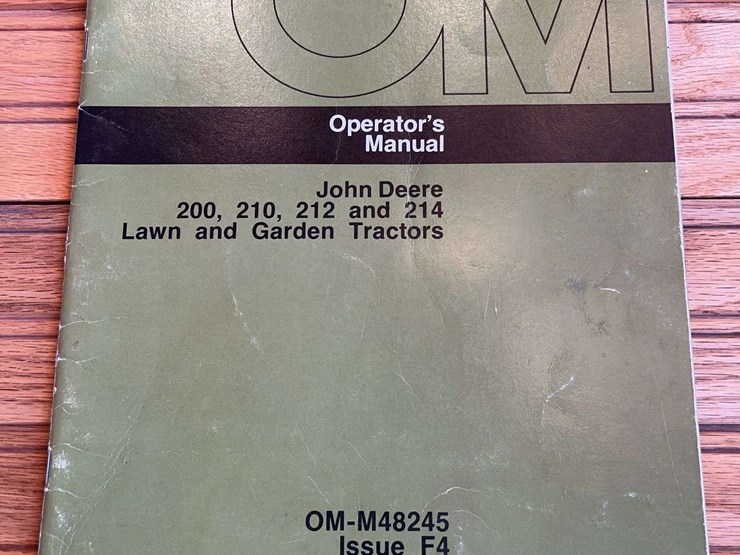 OM
Operator's
Manual
John Deere
200, 210, 212 and 214
Lawn and Garden Tractors
OM-M48245
Issue F4